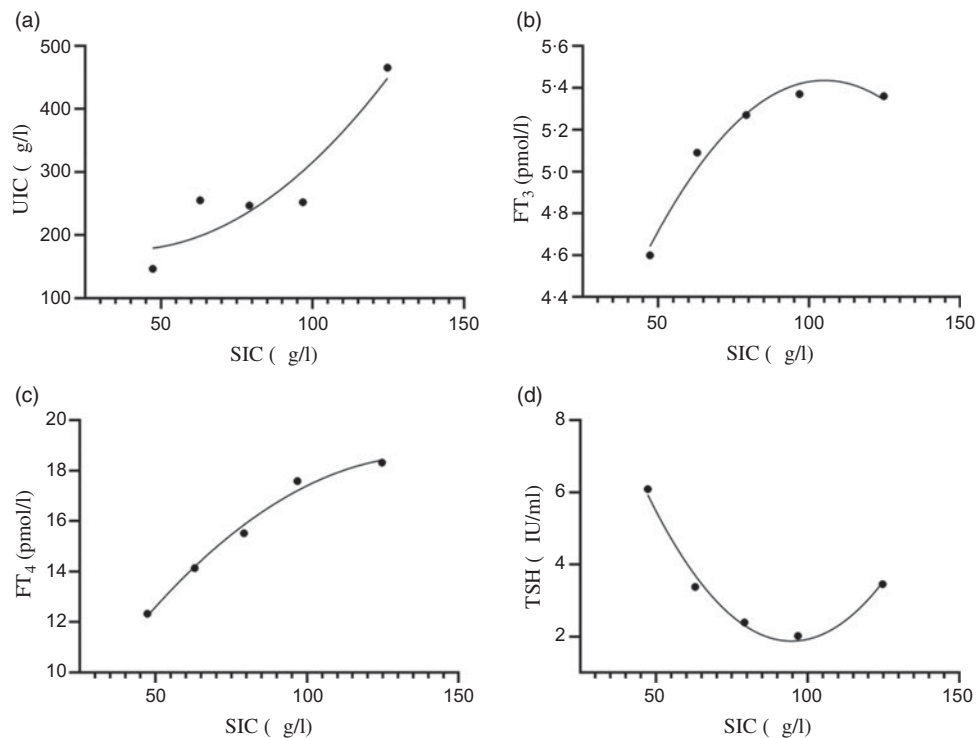 (a)
500
400
300
200
100
UIC ( g/l)
50
100
150
SIC ( g/l)
(b)
5·6
5·4
5·2
5·0
4·8
4·6
4·4
FT3 (pmol/l)
50
100
150
SIC ( g/l)
(c)
20
18
16
14
12
10
FT4 (pmol/l)
50
100
150
SIC ( g/l)
(d)
8
6
4
2
TSH ( IU/ml)
50
100
150
SIC ( g/l)